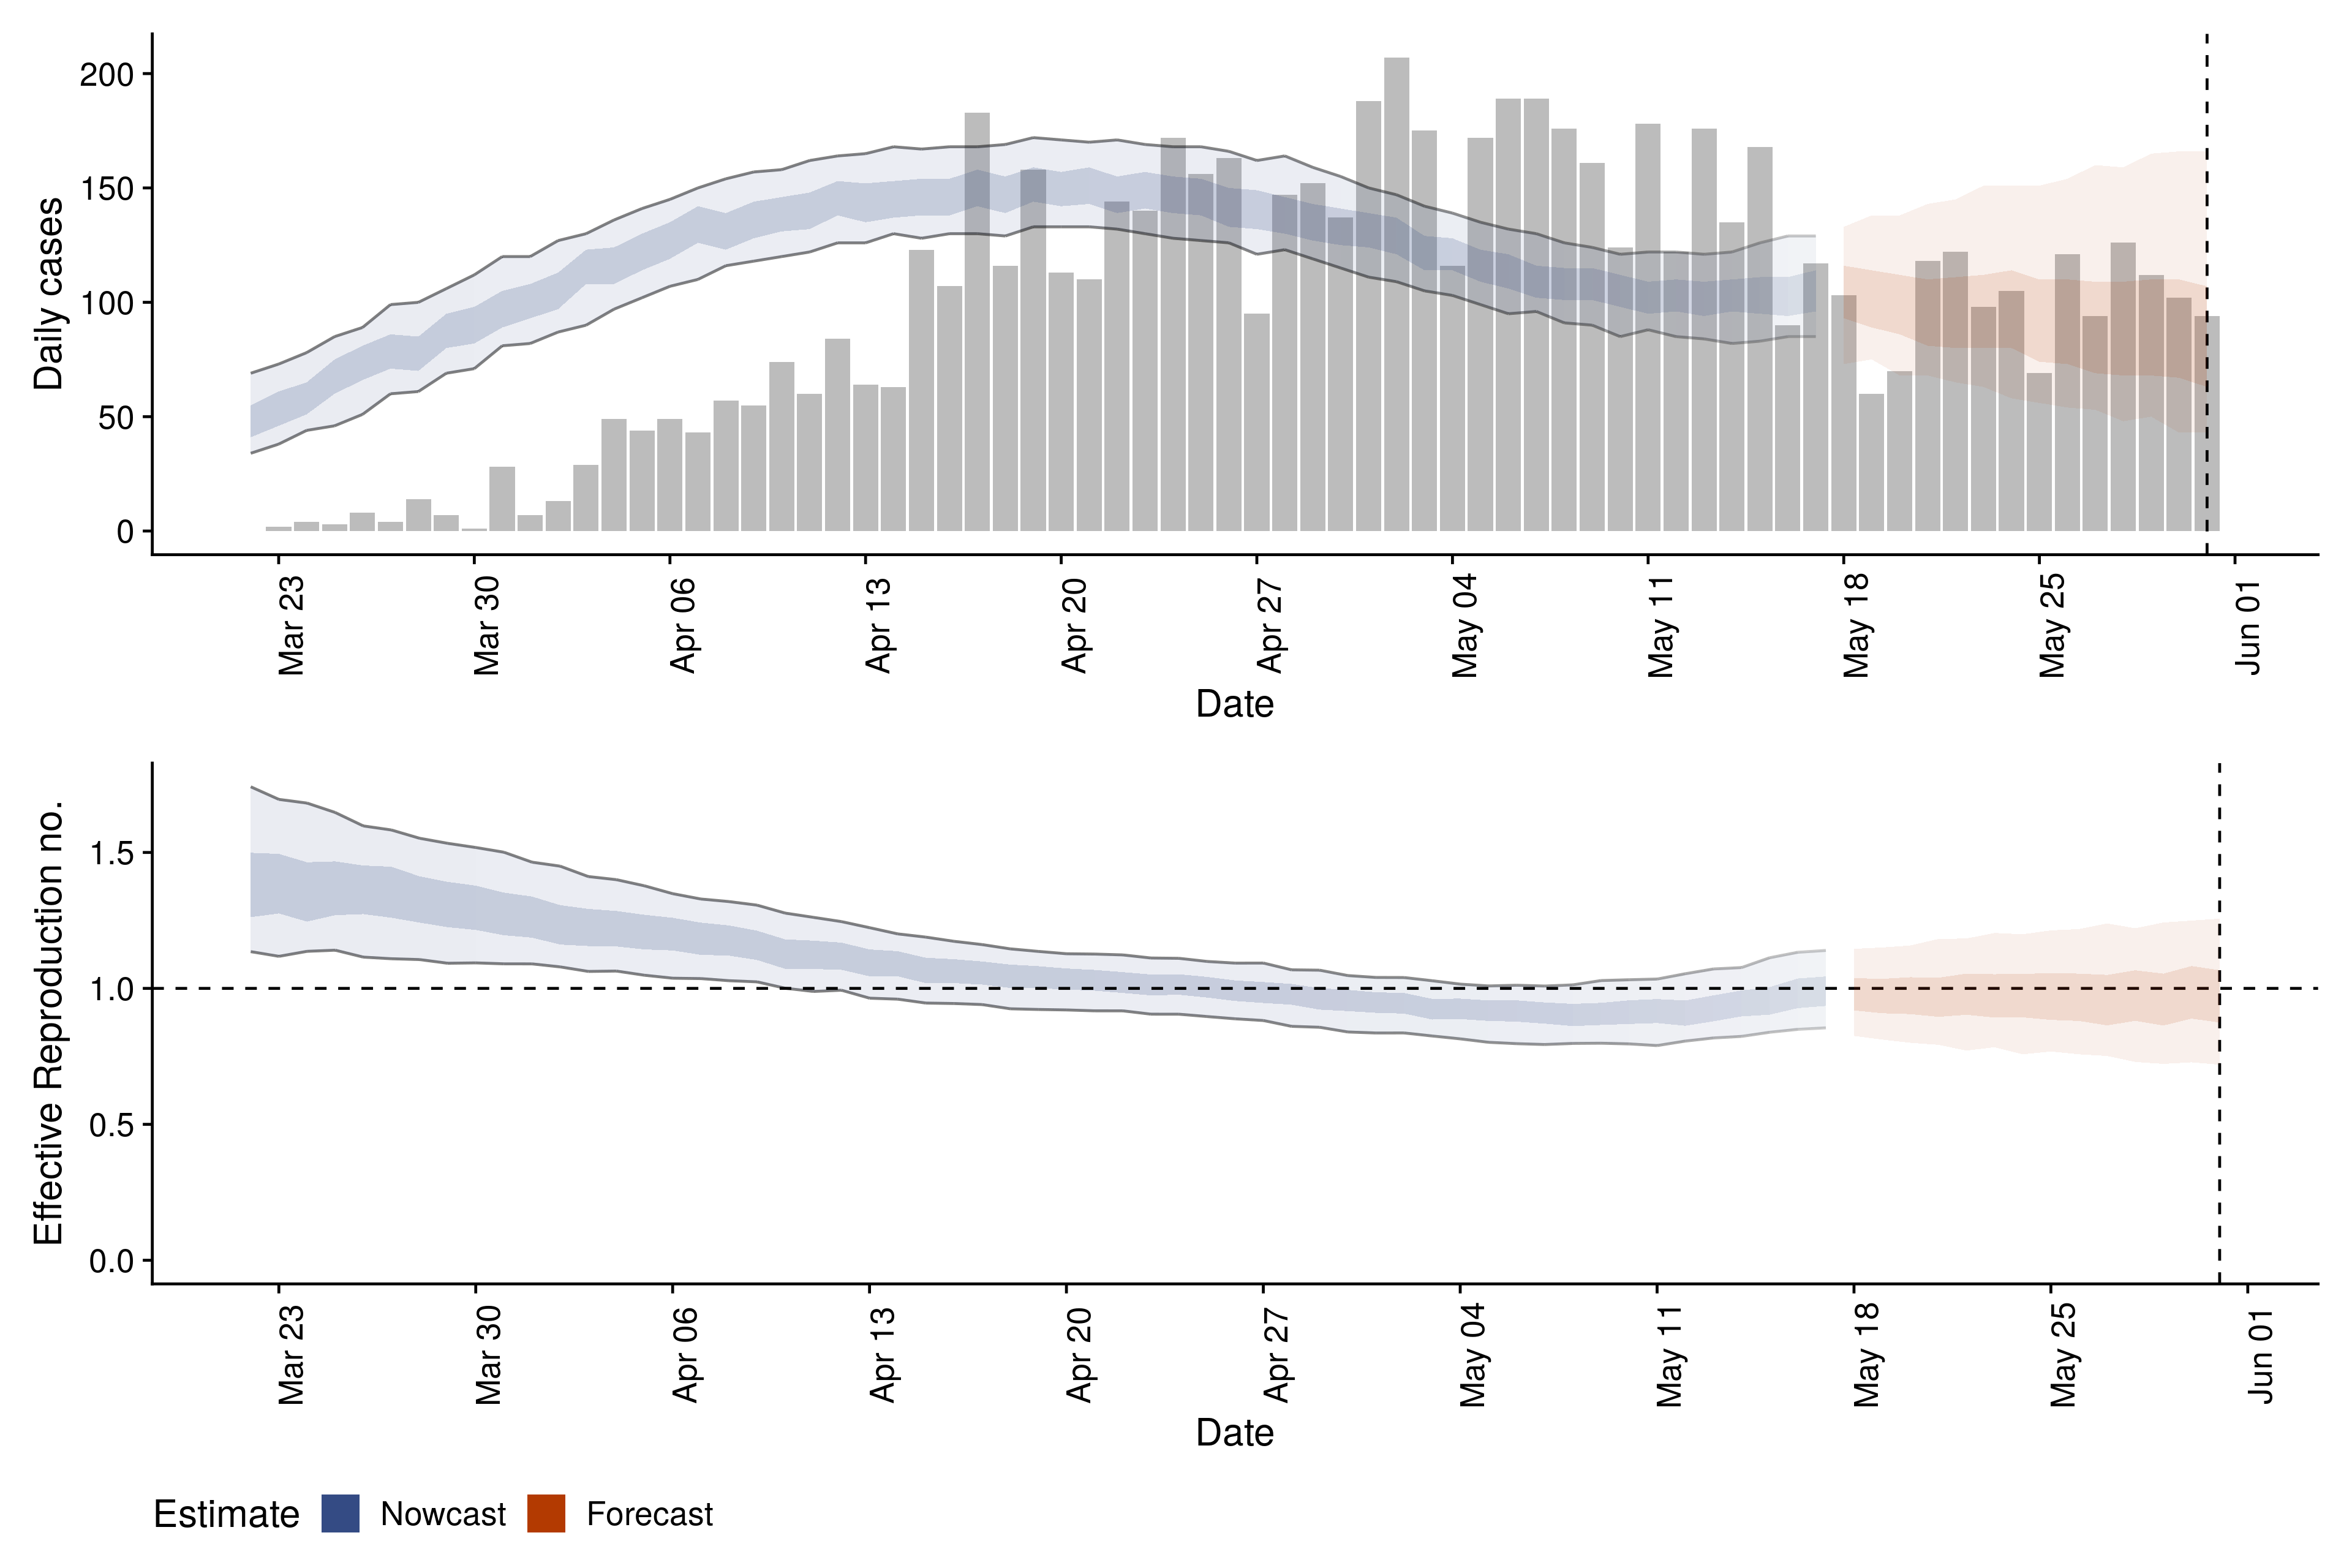 Daily cases
200
150
100
50
0
Mar 23
Mar 30
Apr 06
Apr 13
Apr 20
Apr 27
May 04
May 11
May 18
May 25
Jun 01
Date
Effective Reproduction no.
1.5
1.0
0.5
0.0
Mar 23
Mar 30
Apr 06
Apr 13
Apr 20
Apr 27
May 04
May 11
May 18
May 25
Jun 01
Date
Estimate Nowcast Forecast